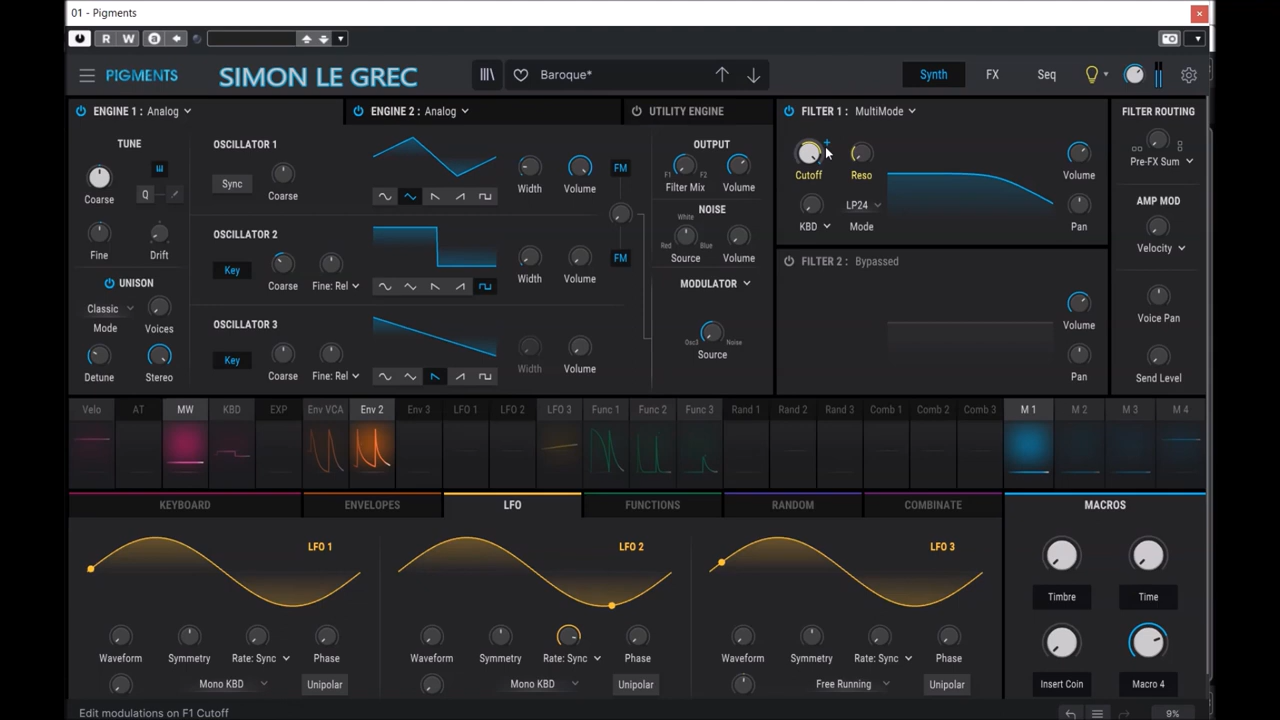 01 - Pigments
R W a
PIGMENTS
SIMON LE GREC
Baroque*
Synth FX Seq
ENGINE 1: Analog
ENGINE 2: Analog
UTILITY ENGINE
FILTER 1: MultiMode
FILTER ROUTING
TUNE
Coarse
Q
Fine Drift
UNISON
Classic
Mode Voices
Detune Stereo
OSCILLATOR 1
Sync Coarse
Width Volume
FM
OSCILLATOR 2
Key
Coarse Fine: Rel
Width Volume
FM
OSCILLATOR 3
Key
Coarse Fine: Rel
Width Volume
OUTPUT
F1 F2
Filter Mix Volume
NOISE
White
Red Blue
Source Volume
MODULATOR
Osc3 Noise
Source
Cutoff Reso
LP24
KBD Mode
Volume
Pan
FILTER 2: Bypassed
Volume
Pan
Pre-FX Sum
AMP MOD
Velocity
Voice Pan
Send Level
Velo AT MW KBD EXP Env VCA Env 2 Env 3 LFO 1 LFO 2 LFO 3 Func 1 Func 2 Func 3 Rand 1 Rand 2 Rand 3 Comb 1 Comb 2 Comb 3 M 1 M 2 M 3 M 4
KEYBOARD ENVELOPES LFO FUNCTIONS RANDOM COMBINATE MACROS
LFO 1 LFO 2 LFO 3
Waveform Symmetry Rate: Sync Phase
Mono KBD Unipolar
Waveform Symmetry Rate: Sync Phase
Mono KBD Unipolar
Waveform Symmetry Rate: Sync Phase
Free Running Unipolar
Timbre Time
Insert Coin Macro 4
Edit modulations on F1 Cutoff
9%